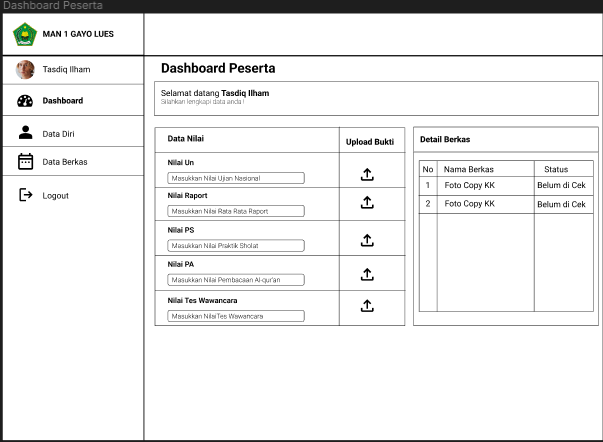 Dashboard Peserta
MAN 1 GAYO LUES
Tasdiq Ilham
Dashboard
Data Diri
Data Berkas
Logout
Dashboard Peserta
Selamat datang Tasdiq Ilham
Silahkan lengkapi data anda !
Data Nilai
Upload Bukti
Nilai Un
Masukkan Nilai Ujian Nasional
Nilai Raport
Masukkan Nilai Rata Rata Raport
Nilai PS
Masukkan Nilai Praktik Sholat
Nilai PA
Masukkan Nilai Pembacaan Al-qur'an
Nilai Tes Wawancara
Masukkan NilaiTes Wawancara
Detail Berkas
No Nama Berkas Status
1 Foto Copy KK Belum di Cek
2 Foto Copy KK Belum di Cek